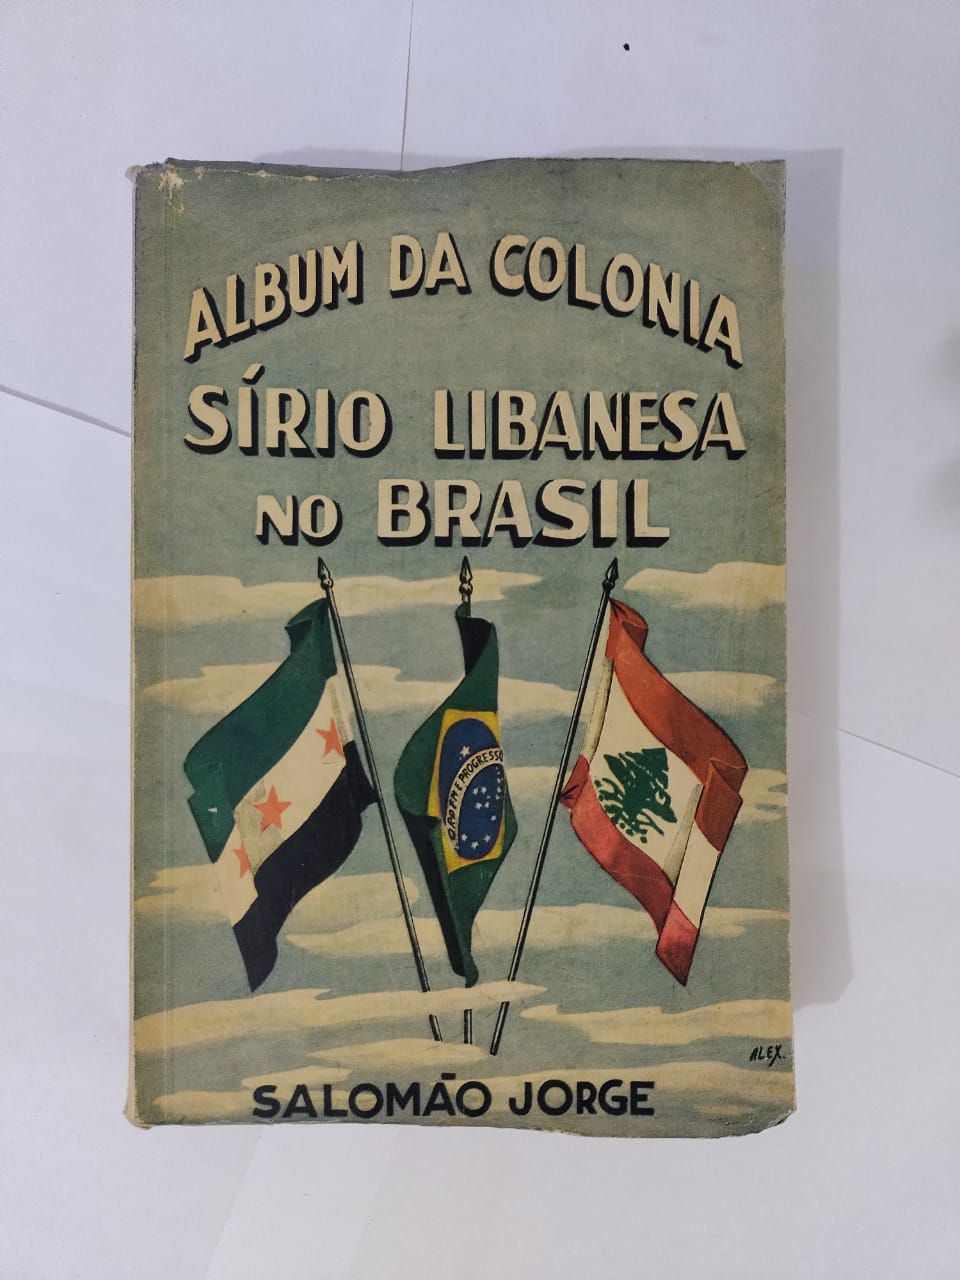 ALBUM DA COLONIA
SÍRIO LIBANESA
NO BRASIL
ORDEM E PROGRESSO
ALEX.
SALOMÃO JORGE